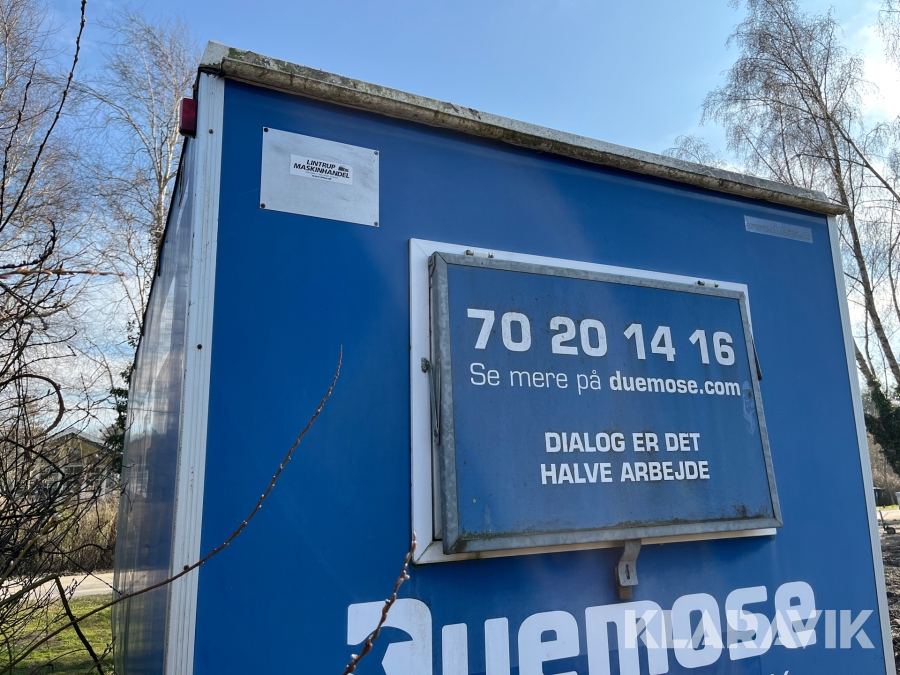 LINTRUP
MASKINHANDEL
70 20 14 16
Se mere på duemose.com
DIALOG ER DET
HALVE ARBEJDE
Duemose
KLARAVIK